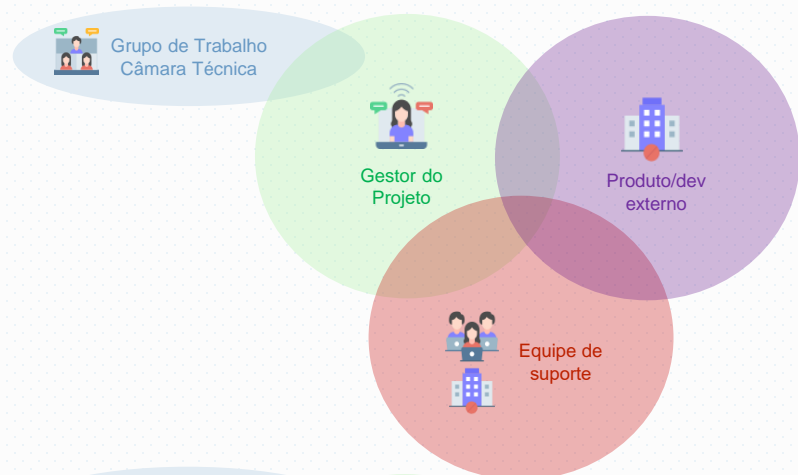 Grupo de Trabalho
Câmara Técnica
Gestor do
Projeto
Produto/dev
externo
Equipe de
suporte